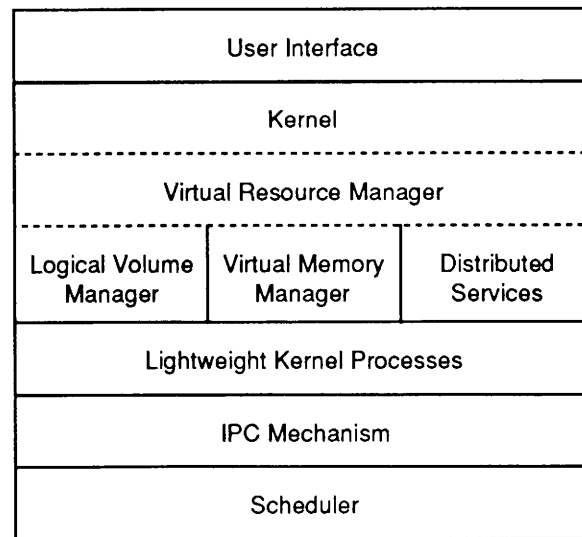 User Interface
Kernel
Virtual Resource Manager
Logical Volume
Manager
Virtual Memory
Manager
Distributed
Services
Lightweight Kernel Processes
IPC Mechanism
Scheduler